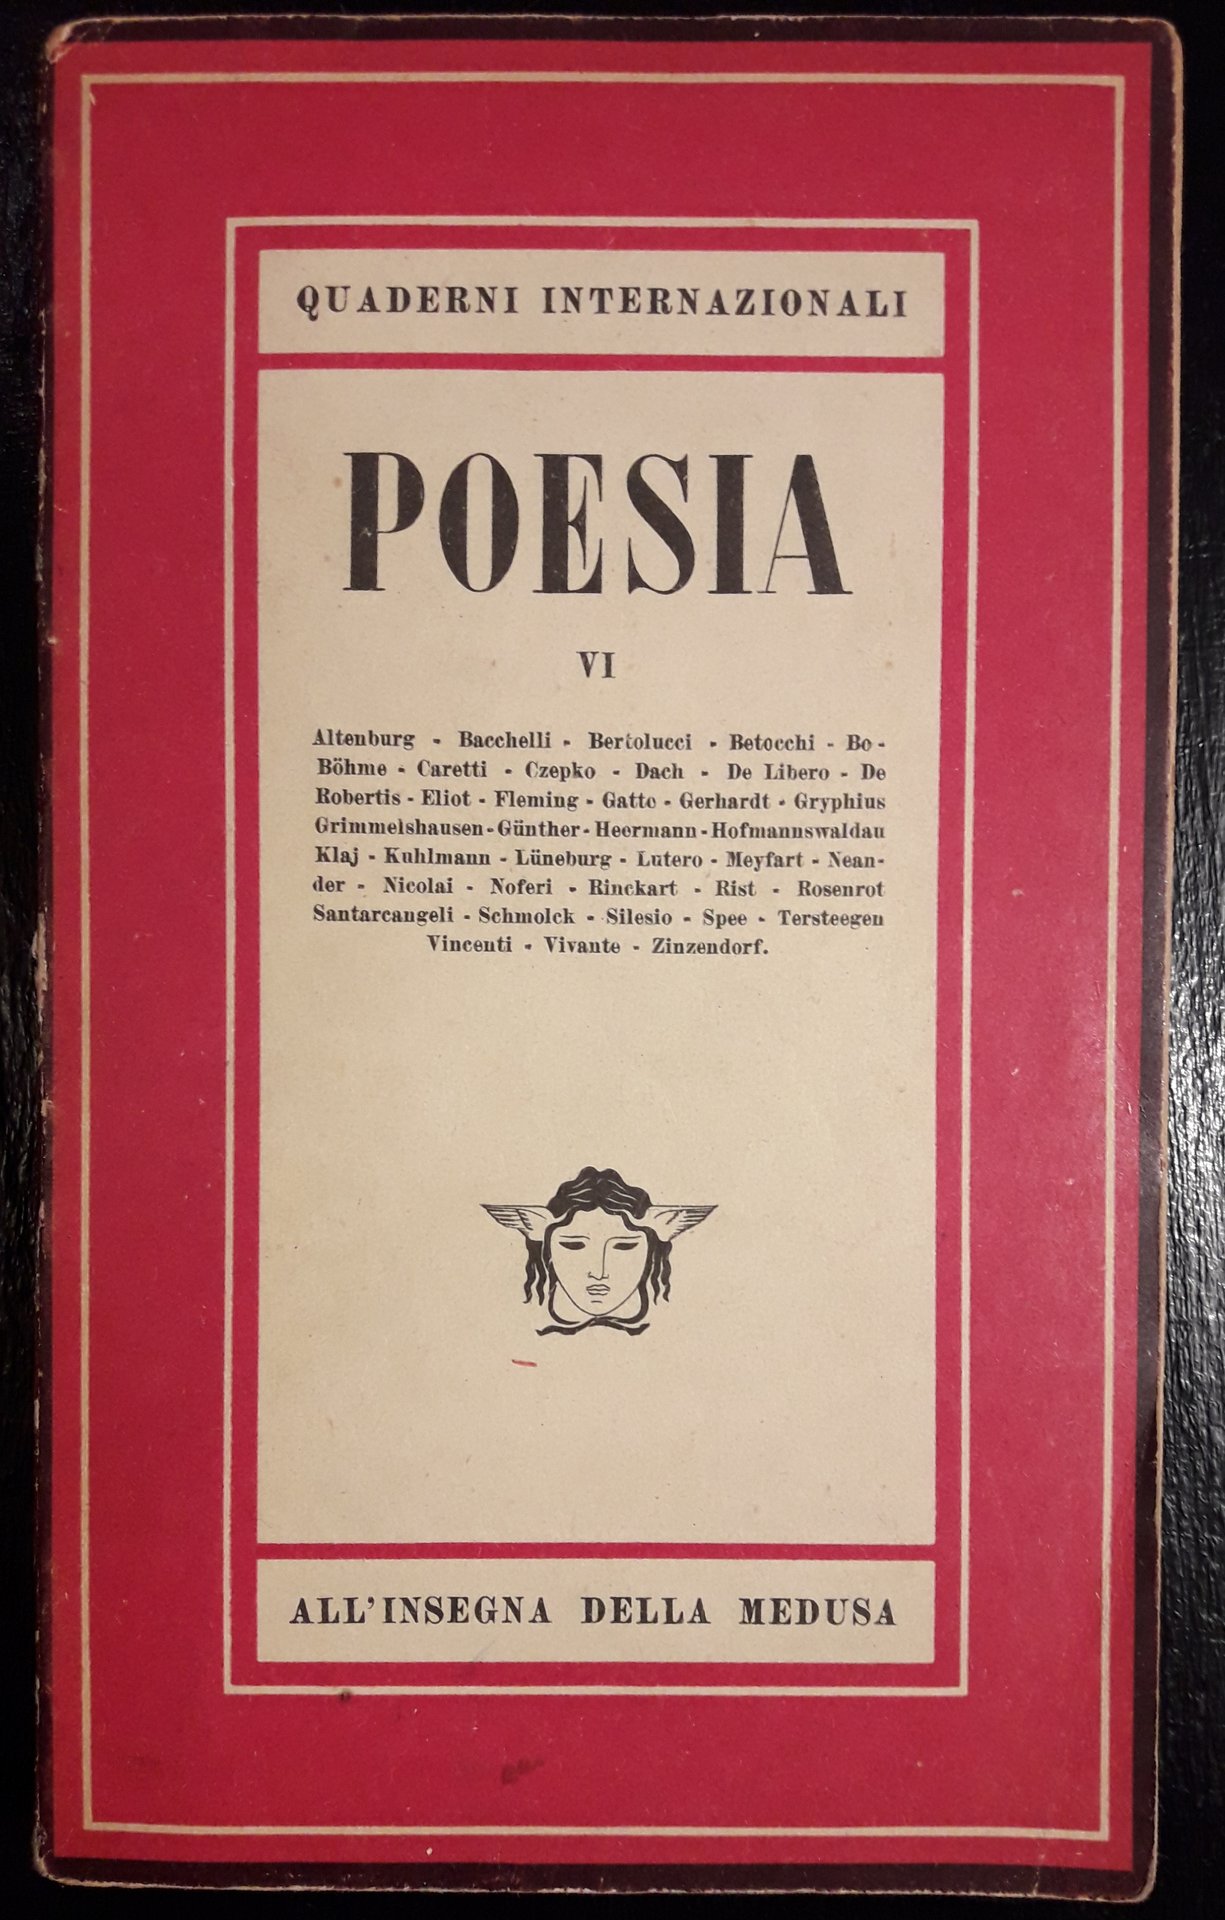 QUADERNI INTERNAZIONALI
POESIA
VI
Altenburg - Bacchelli - Bertolucci - Betocchi - Bo -
Böhme - Caretti - Czepko - Dach - De Libero - De
Robertis - Eliot - Fleming - Gatto - Gerhardt - Gryphius
Grimmelshausen - Günther - Heermann - Hofmannswaldau
Klaj - Kuhlmann - Lüneburg - Lutero - Meyfart - Nean-
der - Nicolai - Noferi - Rinckart - Rist - Rosenrot
Santarcangeli - Schmolck - Silesio - Spee - Tersteegen
Vincenti - Vivante - Zinzendorf.
ALL'INSEGNA DELLA MEDUSA